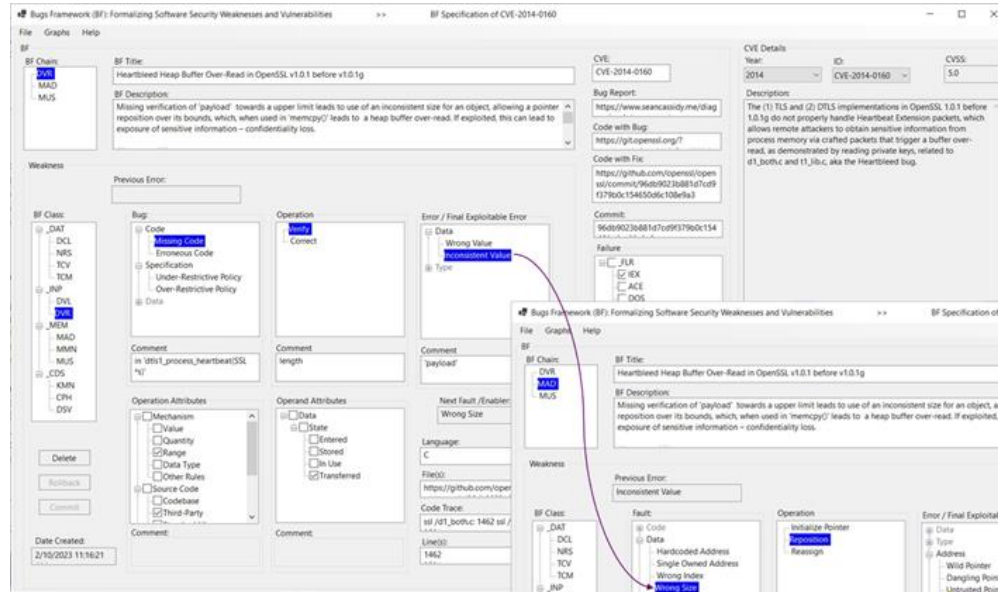 Bugs Framework (BF): Formalizing Software Security Weaknesses and Vulnerabilities >> BF Specification of CVE-2014-0160
File Graphs Help
BF
BF Chain:
DVR
MAD
MUS
BF Title:
Heartbleed Heap Buffer Over-Read in OpenSSL v1.0.1 before v1.0.1g
BF Description:
Missing verification of 'payload' towards a upper limit leads to use of an inconsistent size for an object, allowing a pointer
reposition over its bounds, which, when used in 'memcpy()' leads to a heap buffer over-read. If exploited, this can lead to
exposure of sensitive information – confidentiality loss.
CVE:
CVE-2014-0160
Bug Report:
https://www.seancassidy.me/diag
Code with Bug:
https://git.openssl.org/?
Code with Fix:
https://github.com/openssl/open
ssl/commit/96db9023b881d7cd9
f379b0c154650d6c108e9a3
Commit:
96db9023b881d7cd9f379b0c154
Failure
_FLR
IEX
ACE
DOS
CVE Details
Year:
2014
ID:
CVE-2014-0160
CVSS:
5.0
Description:
The (1) TLS and (2) DTLS implementations in OpenSSL 1.0.1 before
1.0.1g do not properly handle Heartbeat Extension packets, which
allows remote attackers to obtain sensitive information from
process memory via crafted packets that trigger a buffer over-
read, as demonstrated by reading private keys, related to
d1_both.c and t1_lib.c, aka the Heartbleed bug.
Weakness
Previous Error:
BF Class:
_DAT
DCL
NRS
TCV
TCM
_INP
DVL
DVR
_MEM
MAD
MMN
MUS
_CDS
KMN
CPH
DSV
Bug:
Code
Missing Code
Erroneous Code
Specification
Under-Restrictive Policy
Over-Restrictive Policy
Data
Operation
Verify
Correct
Error / Final Exploitable Error
Data
Wrong Value
Inconsistent Value
Type
Comment
in 'dtls1_process_heartbeat(SSL
*s)'
Comment
length
Comment
'payload'
Operation Attributes
Mechanism
Value
Quantity
Range
Data Type
Other Rules
Source Code
Codebase
Third-Party
Operand Attributes
Data
State
Entered
Stored
In Use
Transferred
Next Fault /Enabler:
Wrong Size
Language:
C
File(s):
https://github.com/oper
Code Trace:
ssl /d1_both.c: 1462 ssl /
Line(s):
1462
Delete
Rollback
Commit
Date Created:
2/10/2023 11:16:21
Comment:
Comment:
Bugs Framework (BF): Formalizing Software Security Weaknesses and Vulnerabilities >> BF Specification of
File Graphs Help
BF
BF Chain:
DVR
MAD
MUS
BF Title:
Heartbleed Heap Buffer Over-Read in OpenSSL v1.0.1 before v1.0.1g
BF Description:
Missing verification of 'payload' towards a upper limit leads to use of an inconsistent size for an object, a
reposition over its bounds, which, when used in 'memcpy()' leads to a heap buffer over-read. If exploited,
exposure of sensitive information – confidentiality loss.
Weakness
Previous Error:
Inconsistent Value
BF Class:
_DAT
DCL
NRS
TCV
TCM
_INP
Fault:
Code
Data
Hardcoded Address
Single Owned Address
Wrong Index
Wrong Size
Operation
Initialize Pointer
Reposition
Reassign
Error / Final Exploitabl
Data
Type
Address
Wild Pointer
Dangling Poin
Untrusted Poin